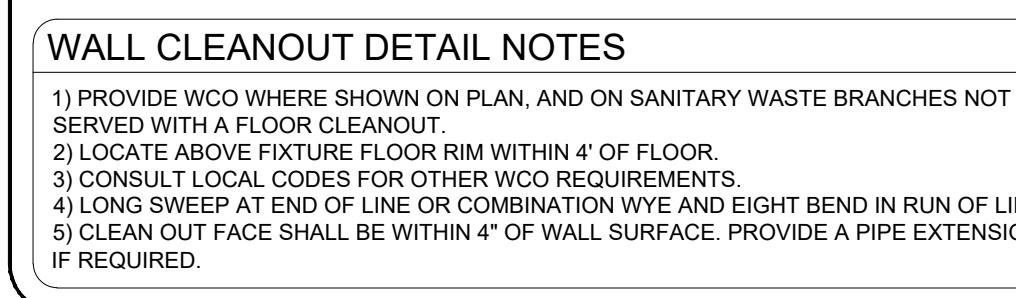 WALL CLEANOUT DETAIL NOTES
1) PROVIDE WCO WHERE SHOWN ON PLAN, AND ON SANITARY WASTE BRANCHES NOT
SERVED WITH A FLOOR CLEANOUT.
2) LOCATE ABOVE FIXTURE FLOOR RIM WITHIN 4' OF FLOOR.
3) CONSULT LOCAL CODES FOR OTHER WCO REQUIREMENTS.
4) LONG SWEEP AT END OF LINE OR COMBINATION WYE AND EIGHT BEND IN RUN OF
5) CLEAN OUT FACE SHALL BE WITHIN 4" OF WALL SURFACE. PROVIDE A PIPE
IF REQUIRED.